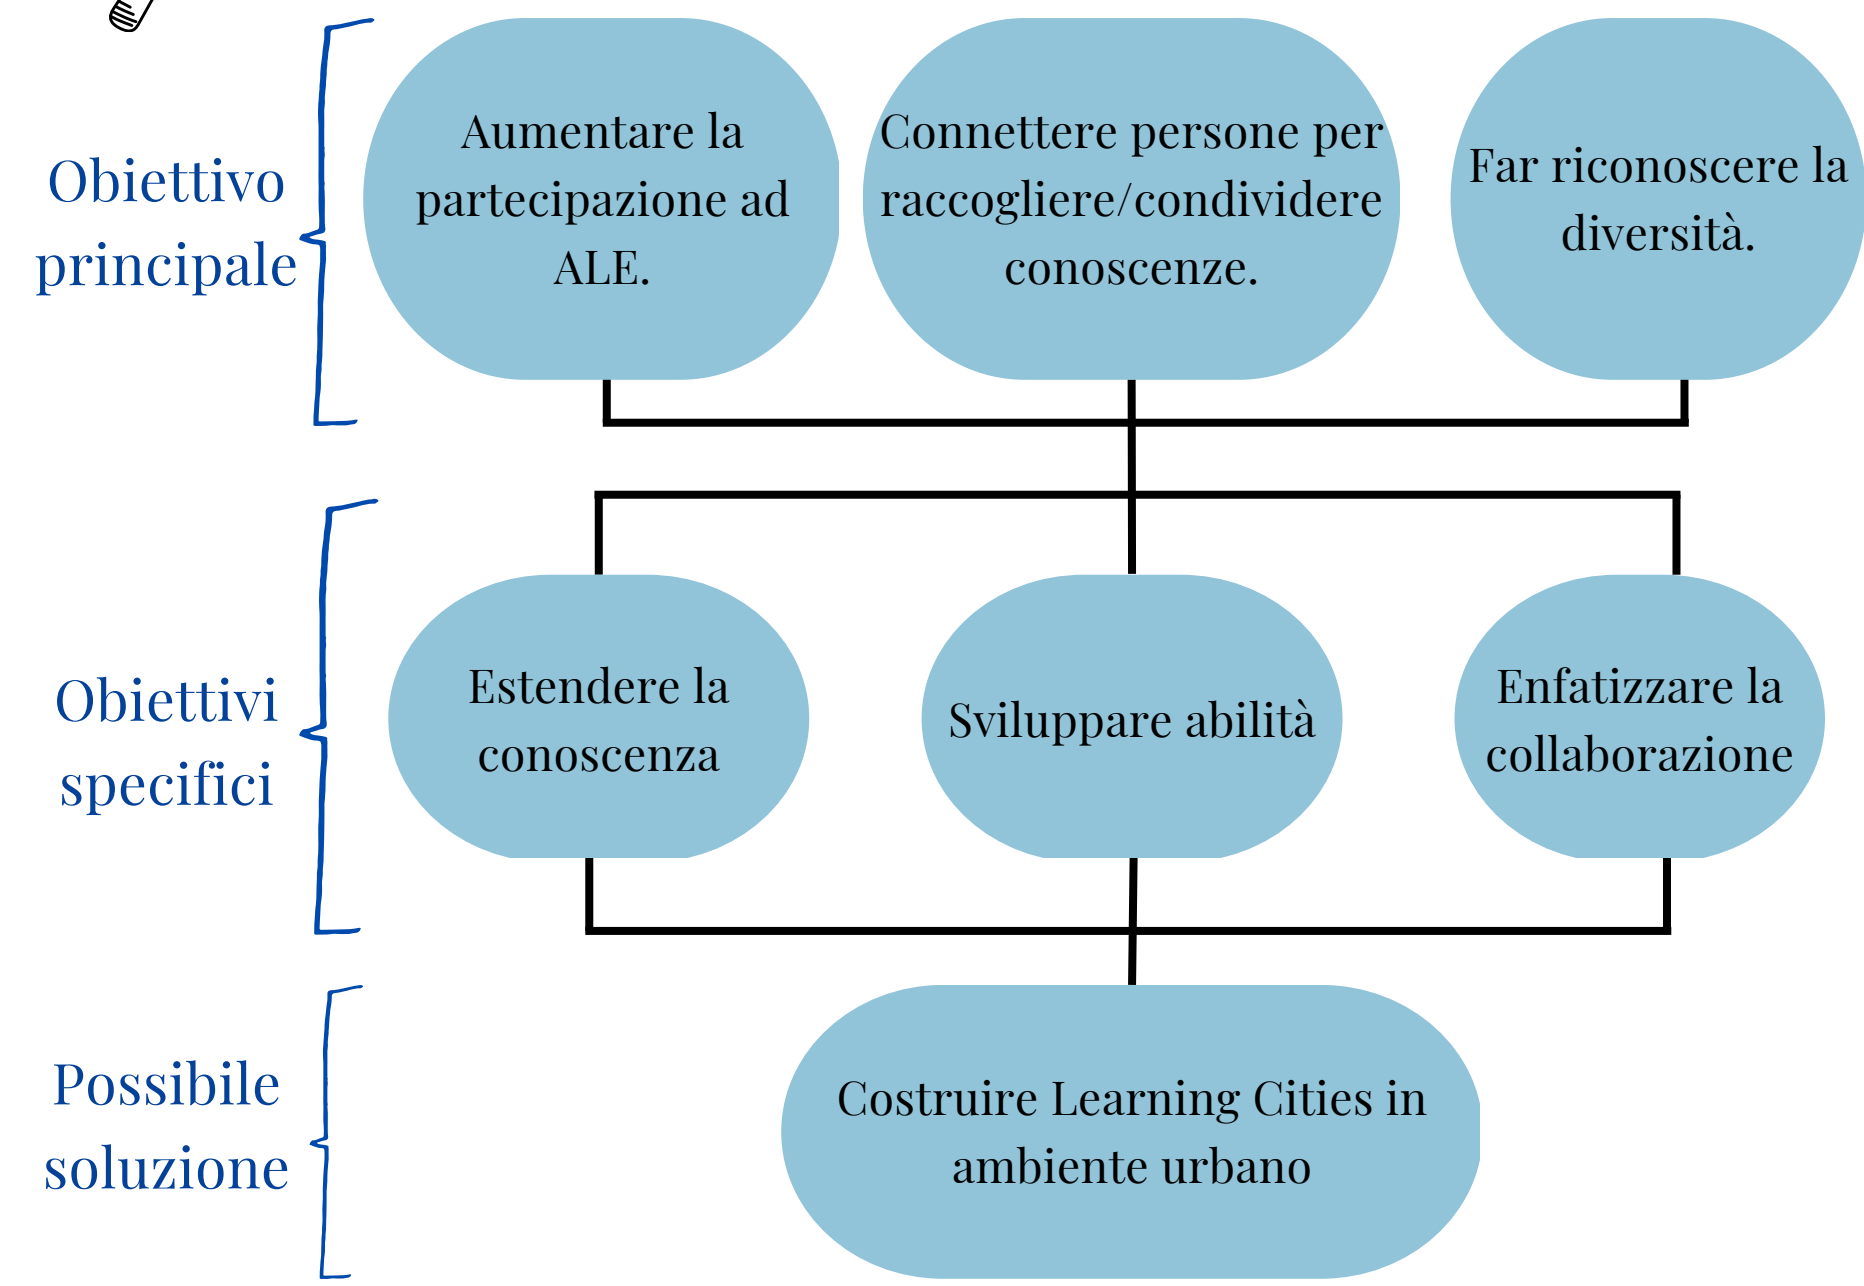 Obiettivo
principale
Aumentare la
partecipazione ad
ALE.
Connettere persone per
raccogliere/condividere
conoscenze.
Far riconoscere la
diversità.
Obiettivi
specifici
Estendere la
conoscenza
Sviluppare abilità
Enfatizzare la
collaborazione
Possibile
soluzione
Costruire Learning Cities in
ambiente urbano